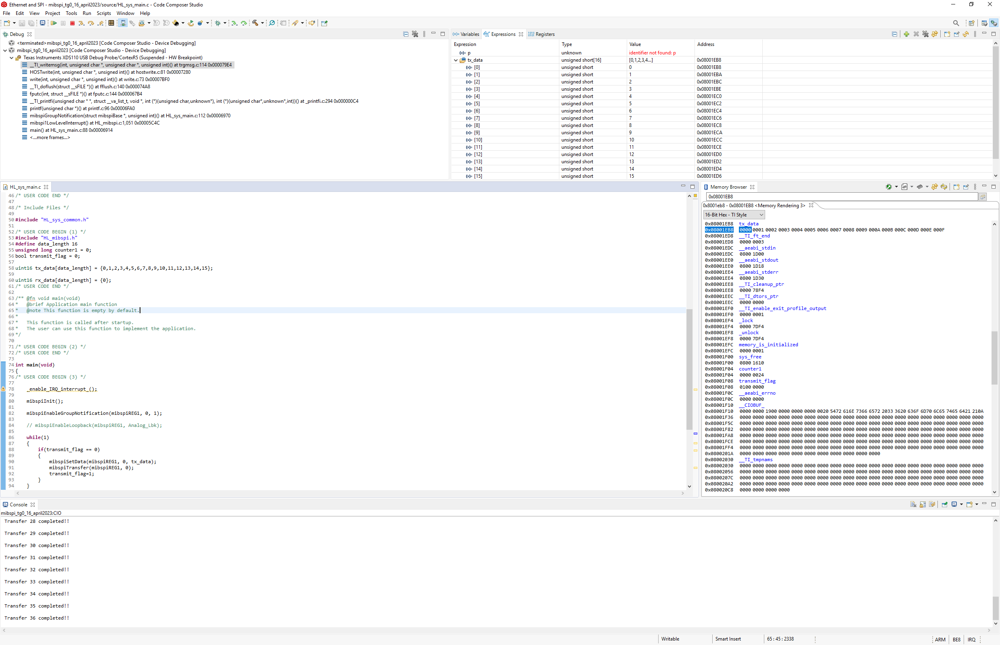 Ethernet and SPI - mibspi_tg0_16_april2023/source/HL_sys_main.c - Code Composer Studio
File Edit View Project Tools Run Scripts Window Help
Debug
<terminated>mibspi_tg0_16_april2023 [Code Composer Studio - Device Debugging]
mibspi_tg0_16_april2023 [Code Composer Studio - Device Debugging]
Texas Instruments XDS110 USB Debug Probe/CortexR5 (Suspended - HW Breakpoint)
__TI_writemsg(int, unsigned char *, unsigned char *, unsigned int)() at trgmsg.c:114 0x000079E4
HOSTwrite(int, unsigned char *, unsigned int)() at hostwrite.c:81 0x00007280
write(int, unsigned char *, unsigned int)() at write.c:73 0x00007BF0
__TI_doflush(struct __sFILE *)() at fflush.c:140 0x000074A8
fputc(int, struct __sFILE *)() at fputc.c:144 0x000067B4
__TI_printfi(unsigned char * *, struct __va_list_t, void *, int (*)(unsigned char,unknown*), int (*)(unsigned char*,unknown*,int))() at _printfi.c:294 0x000000C4
printf(unsigned char *)() at printf.c:96 0x00006FA0
mibspiGroupNotification(struct mibspiBase *, unsigned int)() at HL_sys_main.c:112 0x00006970
mibspi1LowLevelInterrupt() at HL_mibspi.c:1,051 0x00005C4C
main() at HL_sys_main.c:88 0x00006914
<...more frames...>
(x)= Variables Expressions Registers
Expression Type Value Address
(x)= p unknown identifier not found: p
tx_data unsigned short[16] [0,1,2,3,4...] 0x08001EB8
(x)= [0] unsigned short 0 0x08001EB8
(x)= [1] unsigned short 1 0x08001EBA
(x)= [2] unsigned short 2 0x08001EBC
(x)= [3] unsigned short 3 0x08001EBE
(x)= [4] unsigned short 4 0x08001EC0
(x)= [5] unsigned short 5 0x08001EC2
(x)= [6] unsigned short 6 0x08001EC4
(x)= [7] unsigned short 7 0x08001EC6
(x)= [8] unsigned short 8 0x08001EC8
(x)= [9] unsigned short 9 0x08001ECA
(x)= [10] unsigned short 10 0x08001ECC
(x)= [11] unsigned short 11 0x08001ECE
(x)= [12] unsigned short 12 0x08001ED0
(x)= [13] unsigned short 13 0x08001ED2
(x)= [14] unsigned short 14 0x08001ED4
(x)= [15] unsigned short 15 0x08001ED6
HL_sys_main.c
46 /* USER CODE END */
47
48 /* Include Files */
49
50 #include "HL_sys_common.h"
51
52 /* USER CODE BEGIN (1) */
53 #include "HL_mibspi.h"
54 #define data_length 16
55 unsigned long counter1 = 0;
56 bool transmit_flag = 0;
57
58 uint16 tx_data[data_length] = {0,1,2,3,4,5,6,7,8,9,10,11,12,13,14,15};
59
60 uint16 rx_data[data_length] = {0};
61 /* USER CODE END */
62
63 /** @fn void main(void)
64 * @brief Application main function
65 * @note This function is empty by default.
66 *
67 * This function is called after startup.
68 * The user can use this function to implement the application.
69 */
70
71 /* USER CODE BEGIN (2) */
72 /* USER CODE END */
73
74 int main(void)
75 {
76 /* USER CODE BEGIN (3) */
77
78 _enable_IRQ_interrupt_();
79
80 mibspiInit();
81
82 mibspiEnableGroupNotification(mibspiREG1, 0, 1);
83
84 // mibspiEnableLoopback(mibspiREG1, Analog_Lbk);
85
86 while(1)
87 {
88 if(transmit_flag == 0)
89 {
90 mibspiSetData(mibspiREG1, 0, tx_data);
91 mibspiTransfer(mibspiREG1, 0);
92 transmit_flag=1;
93 }
94 }
Memory Browser
0x08001EB8
0x8001eb8 - 0x08001EB8 <Memory Rendering 3>
16-Bit Hex - TI Style
0x08001EB8 tx_data
0x08001EB8 0000 0001 0002 0003 0004 0005 0006 0007 0008 0009 000A 000B 000C 000D 000E 000F
0x08001ED8 __TI_ft_end
0x08001ED8 0000 0003
0x08001EDC __aeabi_stdin
0x08001EDC 0800 1D00
0x08001EE0 __aeabi_stdout
0x08001EE0 0800 1D18
0x08001EE4 __aeabi_stderr
0x08001EE4 0800 1D30
0x08001EE8 __TI_cleanup_ptr
0x08001EE8 0000 78F4
0x08001EEC __TI_dtors_ptr
0x08001EEC 0000 0000
0x08001EF0 __TI_enable_exit_profile_output
0x08001EF0 0000 0001
0x08001EF4 _lock
0x08001EF4 0000 7DF4
0x08001EF8 _unlock
0x08001EF8 0000 7DF4
0x08001EFC memory_is_initialized
0x08001EFC 0000 0001
0x08001F00 sys_free
0x08001F00 0800 1610
0x08001F04 counter1
0x08001F04 0000 0024
0x08001F08 transmit_flag
0x08001F08 0100 0000
0x08001F0C __aeabi_errno
0x08001F0C 0000 0000
0x08001F10 __CIOBUF_
0x08001F10 0000 0000 1900 0000 0000 0000 0020 5472 616E 7366 6572 2033 3620 636F 6D70 6C65 7465 6421 210A
0x08001F36 0000 0000 0000 0000 0000 0000 0000 0000 0000 0000 0000 0000 0000 0000 0000 0000 0000 0000 0000
0x08001F5C 0000 0000 0000 0000 0000 0000 0000 0000 0000 0000 0000 0000 0000 0000 0000 0000 0000 0000 0000
0x08001F82 0000 0000 0000 0000 0000 0000 0000 0000 0000 0000 0000 0000 0000 0000 0000 0000 0000 0000 0000
0x08001FA8 0000 0000 0000 0000 0000 0000 0000 0000 0000 0000 0000 0000 0000 0000 0000 0000 0000 0000 0000
0x08001FCE 0000 0000 0000 0000 0000 0000 0000 0000 0000 0000 0000 0000 0000 0000 0000 0000 0000 0000 0000
0x08001FF4 0000 0000 0000 0000 0000 0000 0000 0000 0000 0000 0000 0000 0000 0000 0000 0000 0000 0000 0000
0x0800201A 0000 0000 0000 0000 0000 0000 0000 0000 0000 0000 0000
0x08002030 __TI_tmpnams
0x08002030 0000 0000 0000 0000 0000 0000 0000 0000 0000 0000 0000 0000 0000 0000 0000 0000 0000 0000 0000
0x08002056 0000 0000 0000 0000 0000 0000 0000 0000 0000 0000 0000 0000 0000 0000 0000 0000 0000 0000 0000
0x0800207C 0000 0000 0000 0000 0000 0000 0000 0000 0000 0000 0000 0000 0000 0000 0000 0000 0000 0000 0000
0x080020A2 0000 0000 0000 0000 0000 0000 0000 0000 0000 0000 0000 0000 0000 0000 0000 0000 0000 0000 0000
0x080020C8 0000 0000 0000 0000
Console
mibspi_tg0_16_april2023:CIO
Transfer 28 completed!!
Transfer 29 completed!!
Transfer 30 completed!!
Transfer 31 completed!!
Transfer 32 completed!!
Transfer 33 completed!!
Transfer 34 completed!!
Transfer 35 completed!!
Transfer 36 completed!!
Writable Smart Insert 65 : 45 : 2338 ARM BE8 IRQ